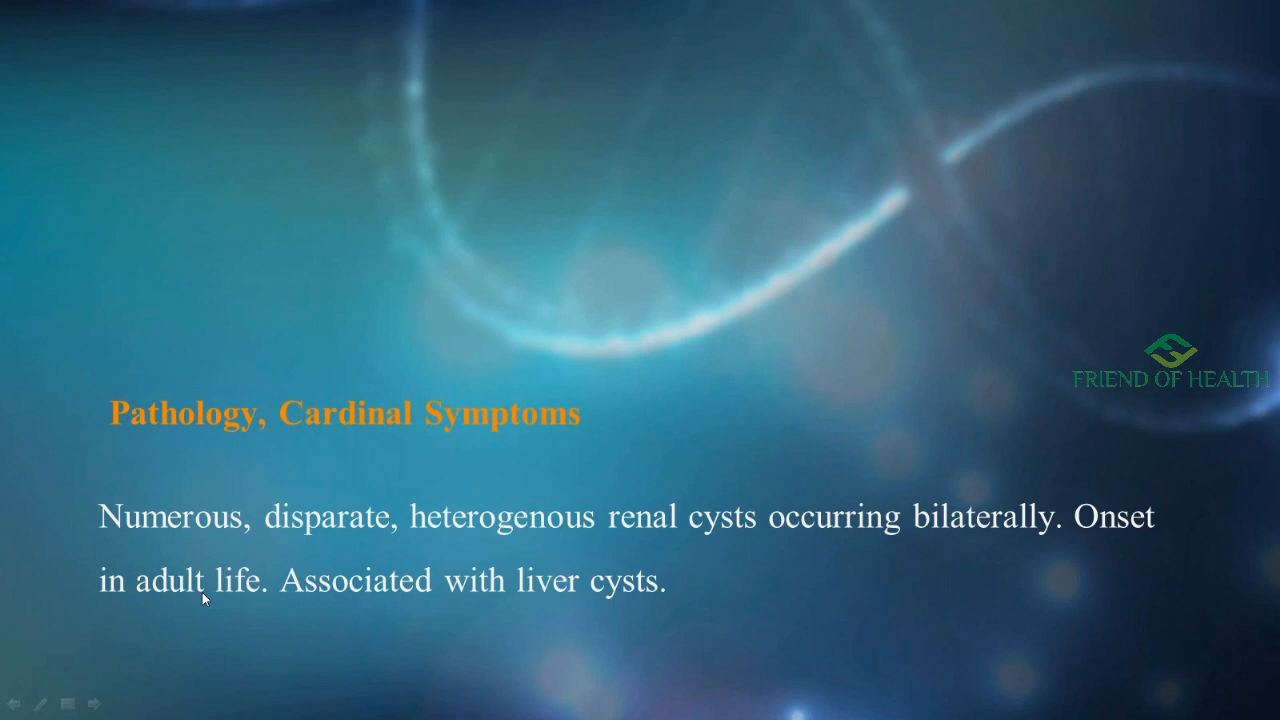 FRIEND OF HEALTH
Pathology, Cardinal Symptoms
Numerous, disparate, heterogenous renal cysts occurring bilaterally. Onset
in adult life. Associated with liver cysts.